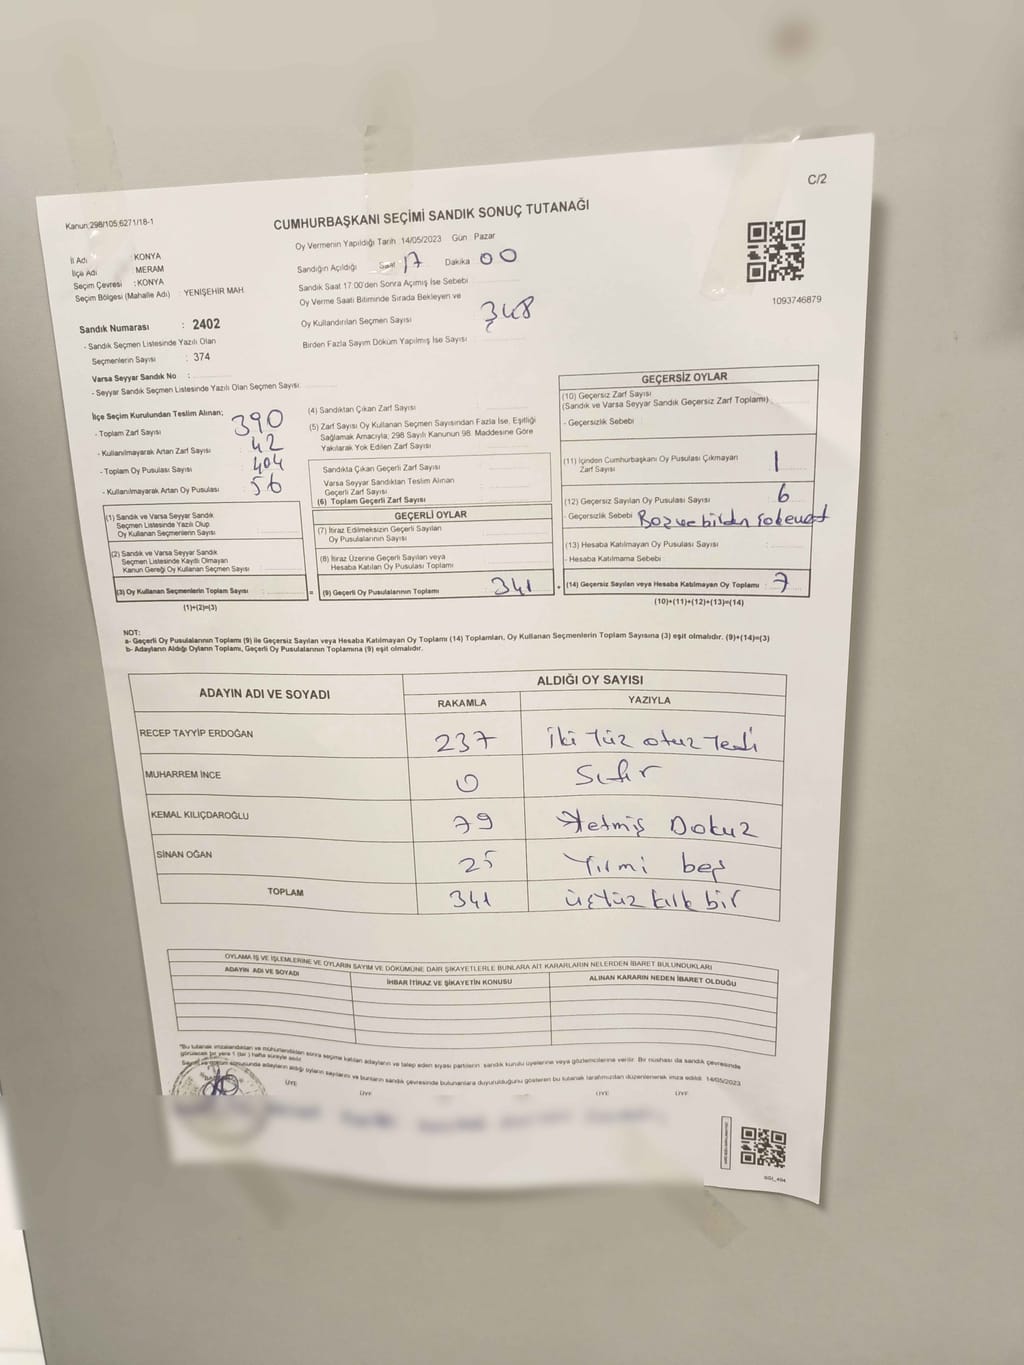 C/2
Kanun:298/105;6271/18-1
CUMHURBAŞKANI SEÇİMİ SANDIK SONUÇ TUTANAĞI
Oy Vermenin Yapıldığı Tarih 14/05/2023 Gün Pazar
İl Adı : KONYA
İlçe Adı MERAM
Seçim Çevresi : KONYA
Seçim Bölgesi (Mahalle Adı) : YENİŞEHİR MAH.
Sandığın Açıldığı Saat 17 Dakika 00
Sandık Saat 17.00'den Sonra Açımış İse Sebebi
Oy Verme Saati Bitiminde Sırada Bekleyen ve
Oy Kullandırılan Seçmen Sayısı 348
Birden Fazla Sayım Döküm Yapılmış İse Sayısı
1093746879
Sandık Numarası : 2402
- Sandık Seçmen Listesinde Yazılı Olan
Seçmenlerin Sayısı : 374
Varsa Seyyar Sandık No :
- Seyyar Sandık Seçmen Listesinde Yazılı Olan Seçmen Sayısı:
İlçe Seçim Kurulundan Teslim Alınan;
- Toplam Zarf Sayısı : 390
- Kullanılmayarak Artan Zarf Sayısı : 42
- Toplam Oy Pusulası Sayısı : 404
- Kullanılmayarak Artan Oy Pusulası : 56
(1) Sandık ve Varsa Seyyar Sandık
Seçmen Listesinde Yazılı Olup
Oy Kullanan Seçmenlerin Sayısı :
(2) Sandık ve Varsa Seyyar Sandık
Seçmen Listesinde Kayıtlı Olmayan
Kanun Gereği Oy Kullanan Seçmen Sayısı :
(3) Oy Kullanan Seçmenlerin Toplam Sayısı :
(1)+(2)=(3)
(4) Sandıktan Çıkan Zarf Sayısı :
(5) Zarf Sayısı Oy Kullanan Seçmen Sayısından Fazla İse, Eşitliği
Sağlamak Amacıyla, 298 Sayılı Kanunun 98. Maddesine Göre
Yakılarak Yok Edilen Zarf Sayısı
Sandıkta Çıkan Geçerli Zarf Sayısı :
Varsa Seyyar Sandıktan Teslim Alınan
Geçerli Zarf Sayısı :
(6) Toplam Geçerli Zarf Sayısı
GEÇERLİ OYLAR
(7) İtiraz Edilmeksizin Geçerli Sayılan
Oy Pusulalarının Sayısı :
(8) İtiraz Üzerine Geçerli Sayılan veya
Hesaba Katılan Oy Pusulası Toplamı :
= (9) Geçerli Oy Pusulalarının Toplamı 341
GEÇERSİZ OYLAR
(10) Geçersiz Zarf Sayısı
(Sandık ve Varsa Seyyar Sandık Geçersiz Zarf Toplamı)
- Geçersizlik Sebebi :
(11) İçinden Cumhurbaşkanı Oy Pusulası Çıkmayan
Zarf Sayısı 1
(12) Geçersiz Sayılan Oy Pusulası Sayısı : 6
- Geçersizlik Sebebi
(13) Hesaba Katılmayan Oy Pusulası Sayısı :
- Hesaba Katılmama Sebebi :
+ (14) Geçersiz Sayılan veya Hesaba Katılmayan Oy Toplamı : 7
(10)+(11)+(12)+(13)=(14)
NOT:
a- Geçerli Oy Pusulalarının Toplamı (9) ile Geçersiz Sayılan veya Hesaba Katılmayan Oy Toplamı (14) Toplamları, Oy Kullanan Seçmenlerin Toplam Sayısına (3) eşit olmalıdır. (9)+(14)=(3)
b- Adayların Aldığı Oyların Toplamı, Geçerli Oy Pusulalarının Toplamına (9) eşit olmalıdır.
ADAYIN ADI VE SOYADI ALDIĞI OY SAYISI
RAKAMLA YAZIYLA
RECEP TAYYİP ERDOĞAN 237 iki Yüz otuz Yedi
MUHARREM İNCE 0 Sıfır
KEMAL KILIÇDAROĞLU 79 Yetmiş Dokuz
SİNAN OĞAN 25 Yirmi beş
TOPLAM 341 üçYüz kırk bir
OYLAMA İŞ VE İŞLEMLERİNE VE OYLARIN SAYIM VE DÖKÜMÜNE DAİR ŞİKAYETLERLE BUNLARA AİT KARARLARIN NELERDEN İBARET BULUNDUKLARI
ADAYIN ADI VE SOYADI İHBAR İTİRAZ VE ŞİKAYETİN KONUSU ALINAN KARARIN NEDEN İBARET OLDUĞU
*Bu tutanak imzalandıktan ve mühürlendikten sonra seçime katılan adayların ve talep eden siyasi partilerin sandık kurulu üyelerine veya gözlemcilerine verilir. Bir nüshası da sandık çevresinde
görülecek bir yere 1 (bir) hafta süreyle asılır.
Sayım ve döküm sonucunda adayların aldığı oyların sayılarını ve bunların sandık çevresinde bulunanlara duyurulduğunu gösteren bu tutanak tarafımızdan düzenlenerek imza edildi. 14/05/2023
ÜYE ÜYE ÜYE ÜYE